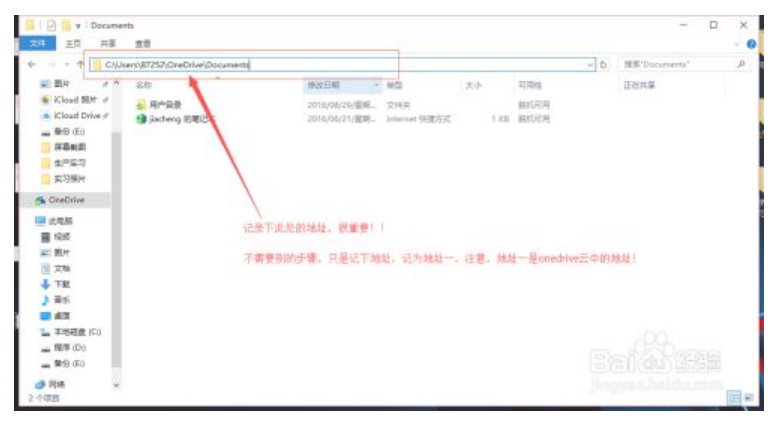 Documents
文件 主页 共享 查看
C:\Users\87252\OneDrive\Documents
搜索"Documents"
名称 修改日期 类型 大小 可用性 正在共享
用户目录 2016/08/29/星期... 文件夹 脱机可用
jiacheng 的笔记本 2016/06/21/星期... Internet 快捷方式 1 KB 脱机可用
图片
iCloud 照片
iCloud Drive
备份 (E:)
屏幕截图
生产实习
实习照片
OneDrive
此电脑
视频
图片
文档
下载
音乐
桌面
本地磁盘 (C:)
程序 (D:)
备份 (E:)
网络
2 个项目
记录下此处的地址，很重要！！
不需要别的步骤，只是记下地址，记为地址一，注意，地址一是onedrive云中的地址！
Baidu 经验
jingyan.baidu.com